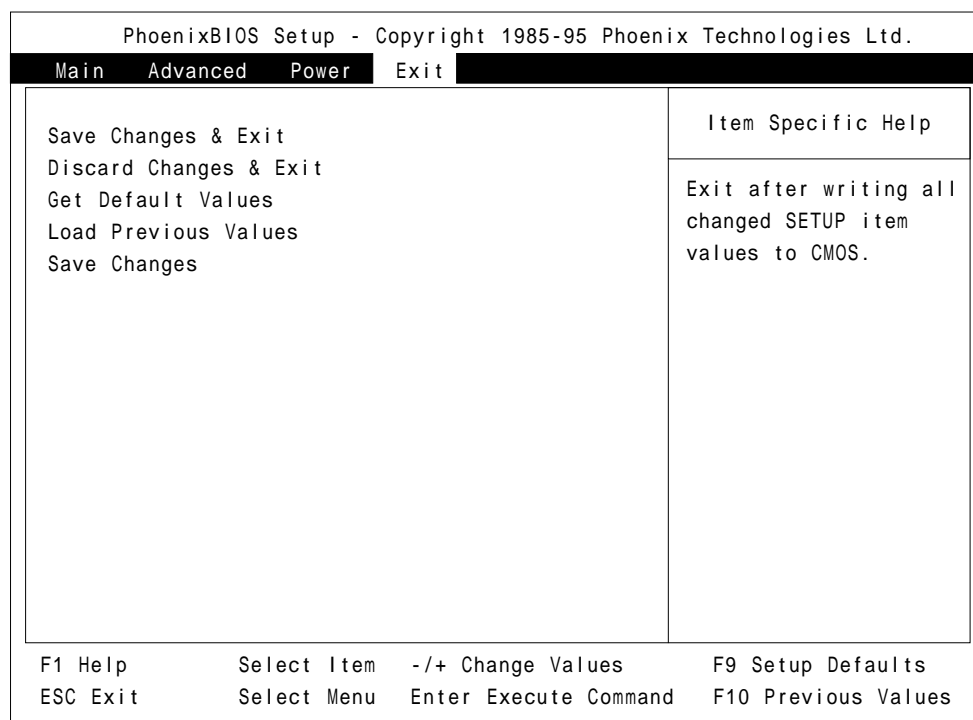 PhoenixBIOS Setup - Copyright 1985-95 Phoenix Technologies Ltd.
Main Advanced Power Exit
Save Changes & Exit
Discard Changes & Exit
Get Default Values
Load Previous Values
Save Changes
Item Specific Help
Exit after writing all
changed SETUP item
values to CMOS.
F1 Help Select Item -/+ Change Values F9 Setup Defaults
ESC Exit Select Menu Enter Execute Command F10 Previous Values